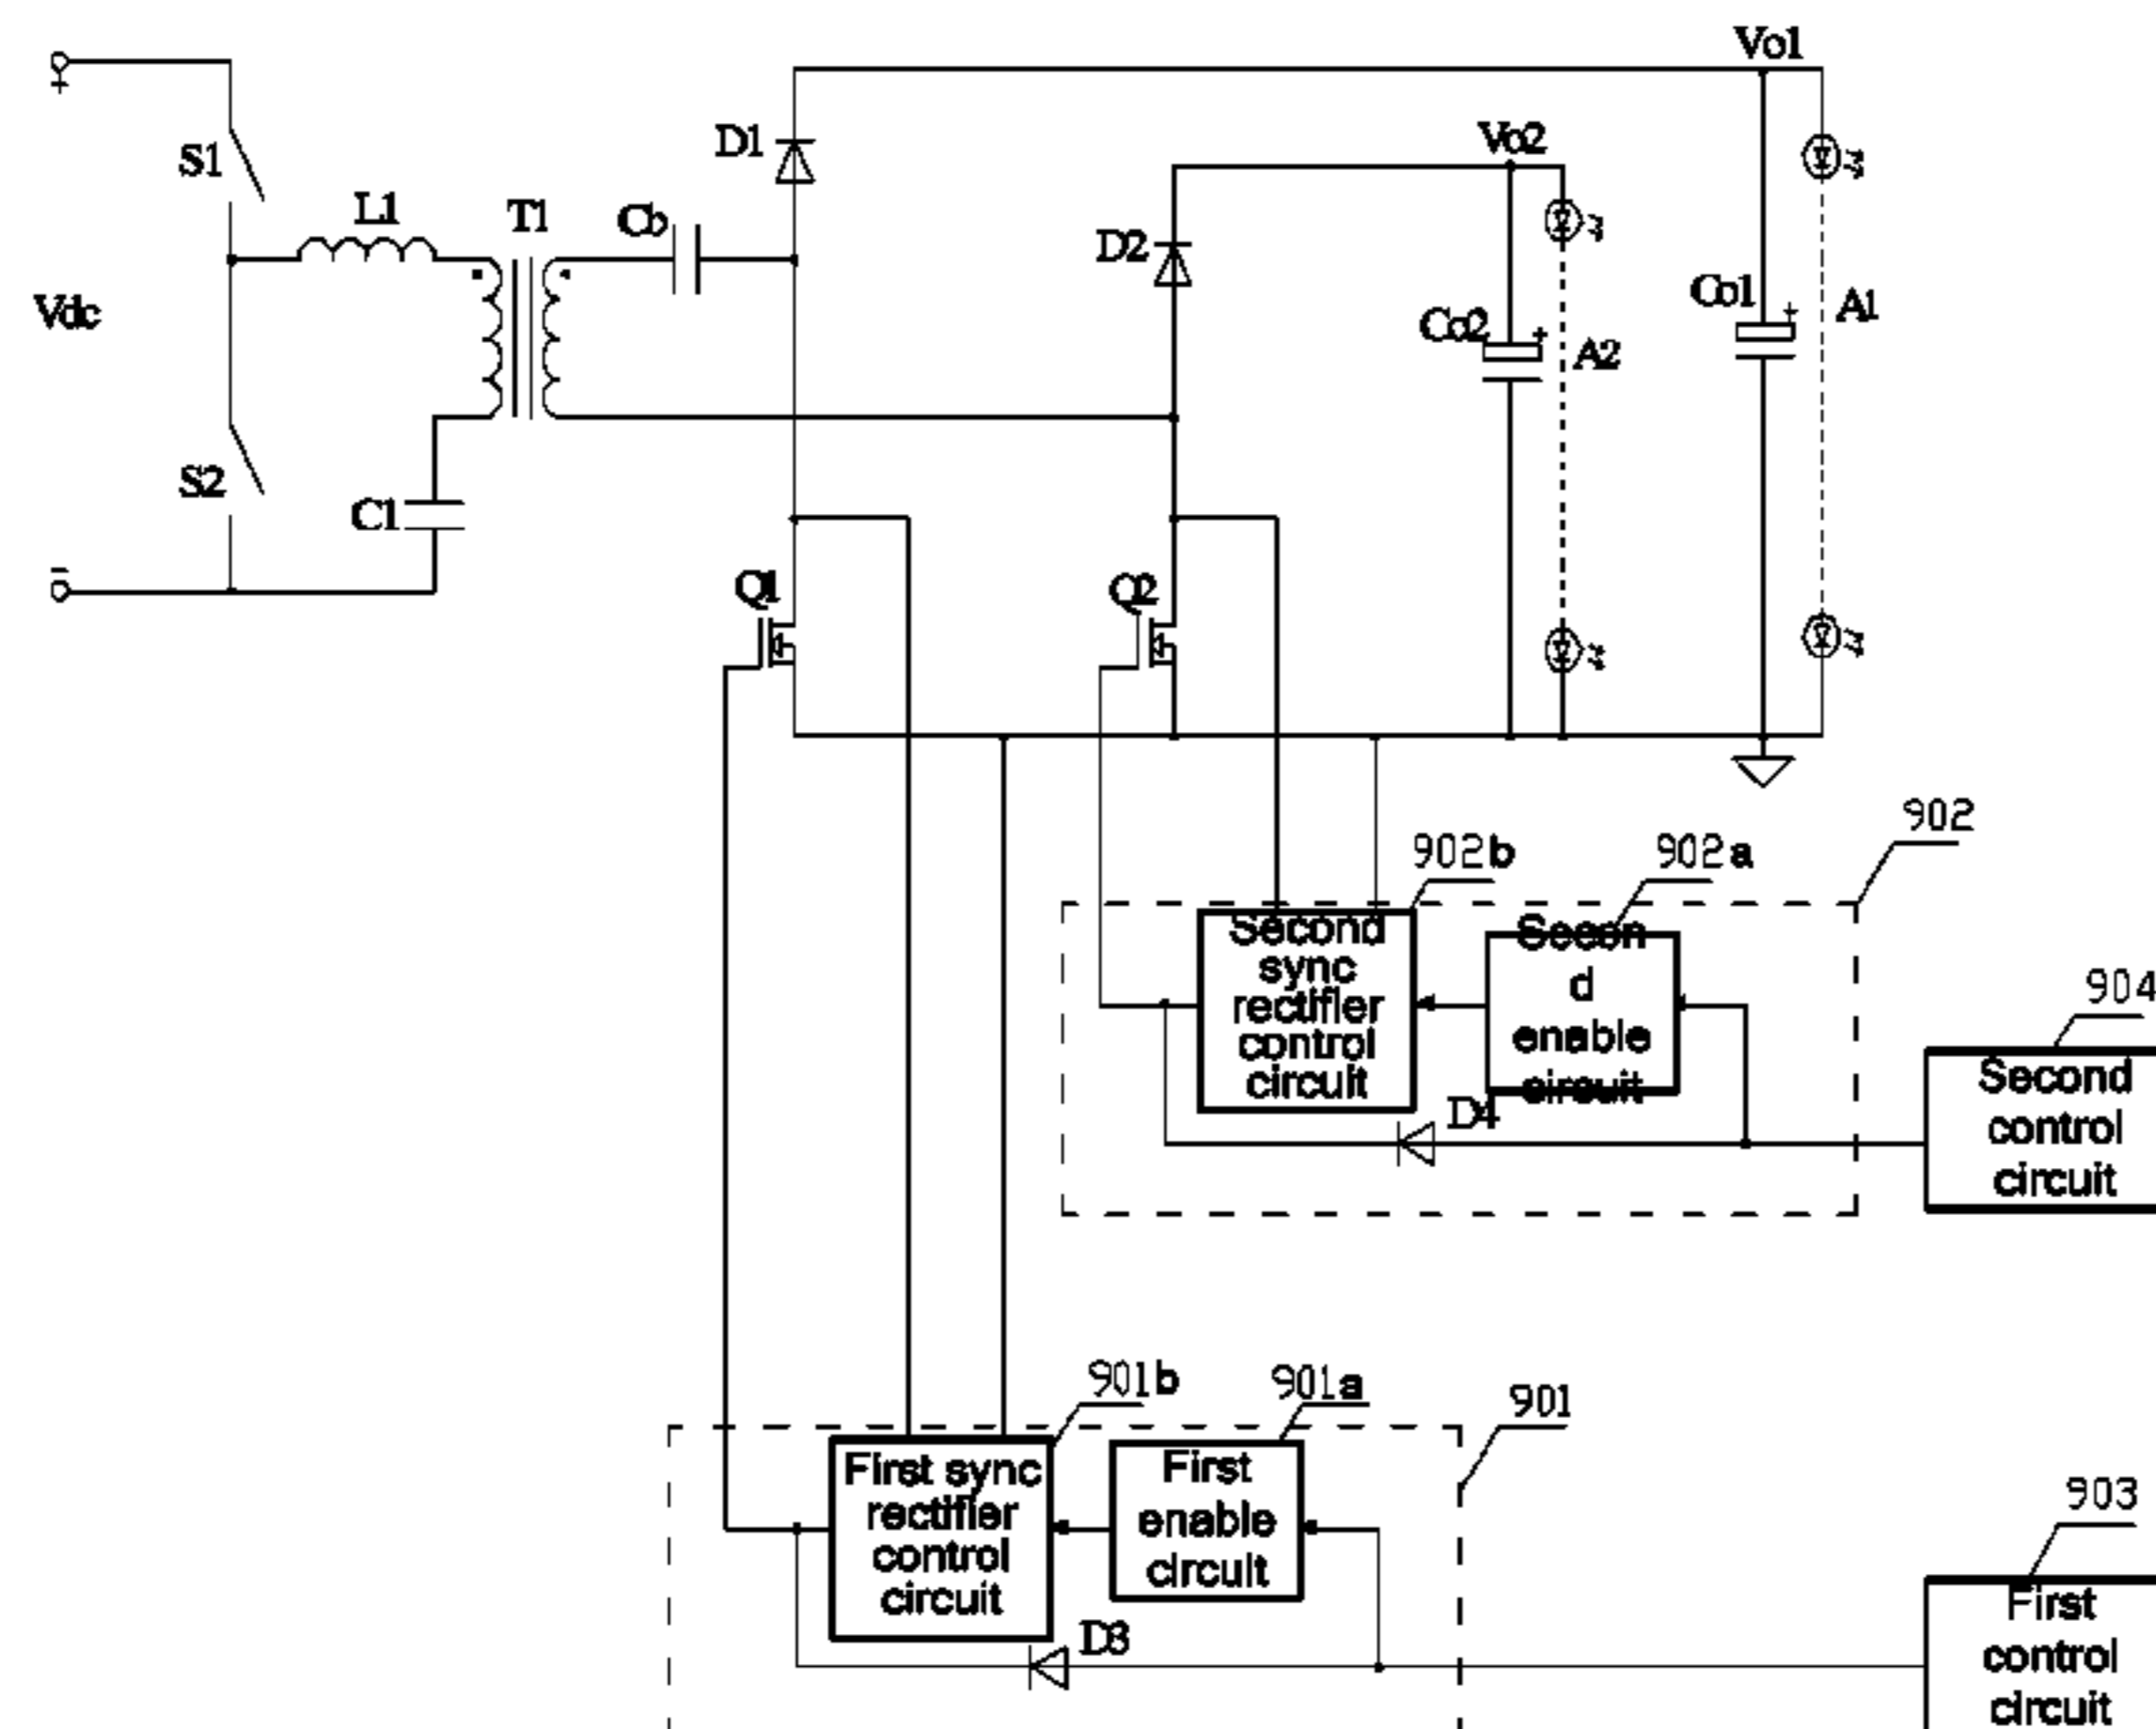 Vo1
+
D1
Vo2
S1
L1
T1
Cb
D2
Vdc
Co1
+
A1
Co2
+
A2
S2
C1
−
Q1
Q2
902
902b
902a
Second
sync
rectifier
control
circuit
Secon
d
enable
circuit
904
Second
control
circuit
D4
901b
901a
901
First sync
rectifier
control
circuit
First
enable
circuit
903
First
control
circuit
D3